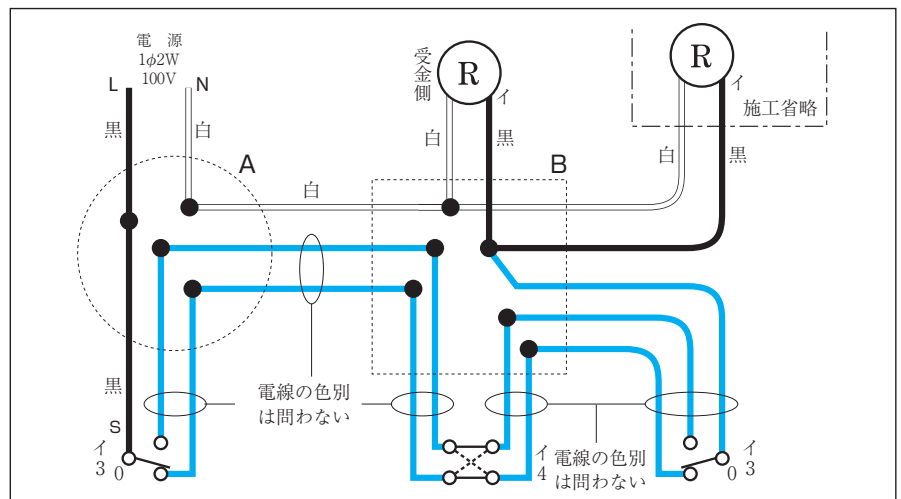 電 源
1φ2W
100V
L
N
黒
白
受金側
R
イ
白
黒
R
イ
施工省略
白
黒
A
白
B
黒
S
イ
3
0
電線の色別
は問わない
イ
4
電線の色別
は問わない
イ
3
0